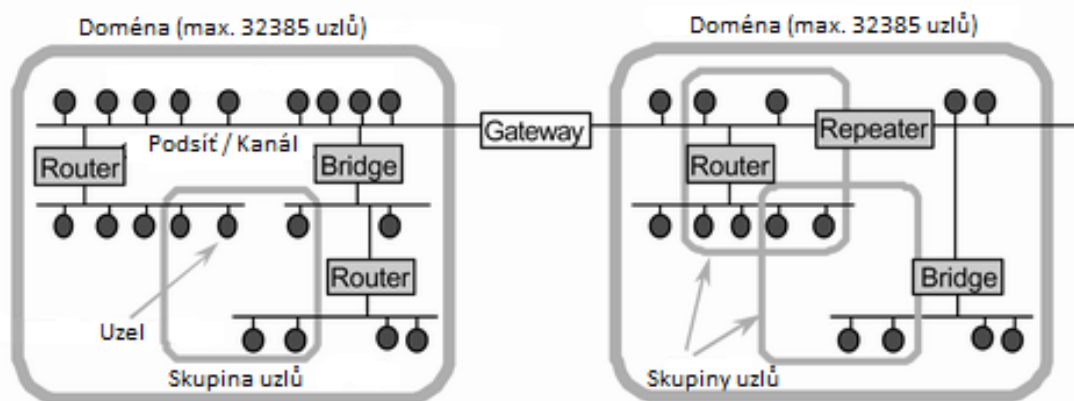 Doména (max. 32385 uzlů)
Doména (max. 32385 uzlů)
Gateway
Repeater
Podsíť / Kanál
Router
Bridge
Router
Router
Bridge
Uzel
Skupina uzlů
Skupiny uzlů